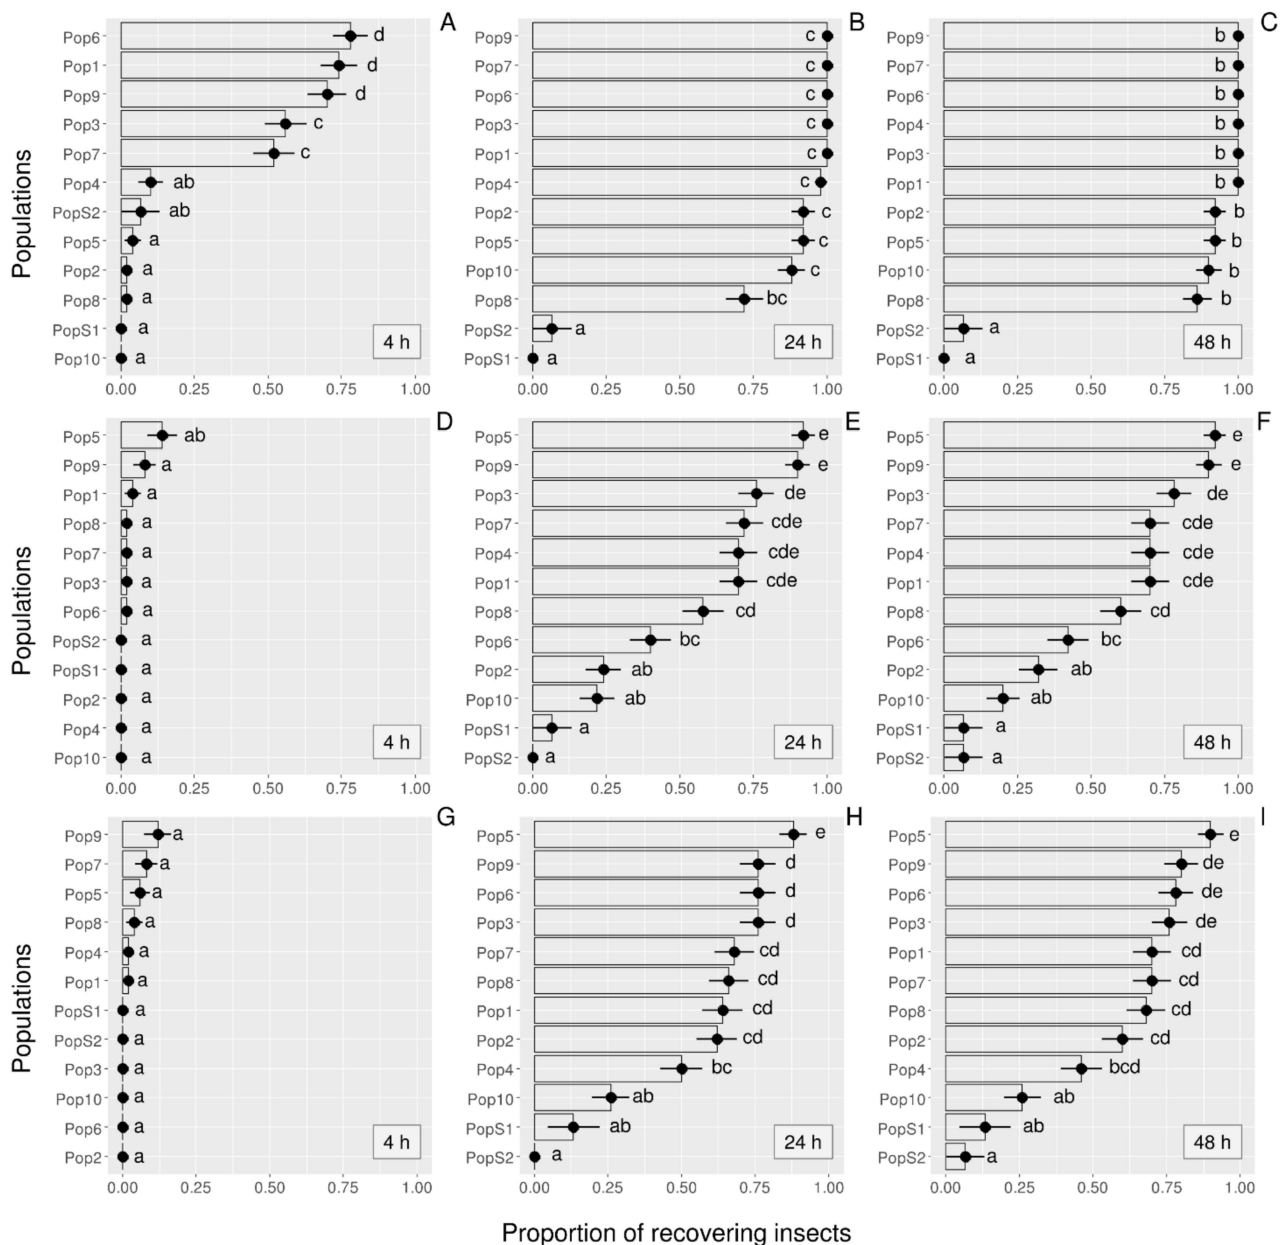 A
Pop6 d
Pop1 d
Pop9 d
Pop3 c
Pop7 c
Pop4 ab
PopS2 ab
Pop5 a
Pop2 a
Pop8 a
PopS1 a
Pop10 a
4 h
0.00 0.25 0.50 0.75 1.00
Populations
B
Pop9 c
Pop7 c
Pop6 c
Pop3 c
Pop1 c
Pop4 c
Pop2 c
Pop5 c
Pop10 c
Pop8 bc
PopS2 a
PopS1 a
24 h
0.00 0.25 0.50 0.75 1.00
C
Pop9 b
Pop7 b
Pop6 b
Pop4 b
Pop3 b
Pop1 b
Pop2 b
Pop5 b
Pop10 b
Pop8 b
PopS2 a
PopS1 a
48 h
0.00 0.25 0.50 0.75 1.00
D
Pop5 ab
Pop9 a
Pop1 a
Pop8 a
Pop7 a
Pop3 a
Pop6 a
PopS2 a
PopS1 a
Pop2 a
Pop4 a
Pop10 a
4 h
0.00 0.25 0.50 0.75 1.00
Populations
E
Pop5 e
Pop9 e
Pop3 de
Pop7 cde
Pop4 cde
Pop1 cde
Pop8 cd
Pop6 bc
Pop2 ab
Pop10 ab
PopS1 a
PopS2 a
24 h
0.00 0.25 0.50 0.75 1.00
F
Pop5 e
Pop9 e
Pop3 de
Pop7 cde
Pop4 cde
Pop1 cde
Pop8 cd
Pop6 bc
Pop2 ab
Pop10 ab
PopS1 a
PopS2 a
48 h
0.00 0.25 0.50 0.75 1.00
G
Pop9 a
Pop7 a
Pop5 a
Pop8 a
Pop4 a
Pop1 a
PopS1 a
PopS2 a
Pop3 a
Pop10 a
Pop6 a
Pop2 a
4 h
0.00 0.25 0.50 0.75 1.00
Populations
H
Pop5 e
Pop9 d
Pop6 d
Pop3 d
Pop7 cd
Pop8 cd
Pop1 cd
Pop2 cd
Pop4 bc
Pop10 ab
PopS1 ab
PopS2 a
24 h
0.00 0.25 0.50 0.75 1.00
I
Pop5 e
Pop9 de
Pop6 de
Pop3 de
Pop1 cd
Pop7 cd
Pop8 cd
Pop2 cd
Pop4 bcd
Pop10 ab
PopS1 ab
PopS2 a
48 h
0.00 0.25 0.50 0.75 1.00
Proportion of recovering insects